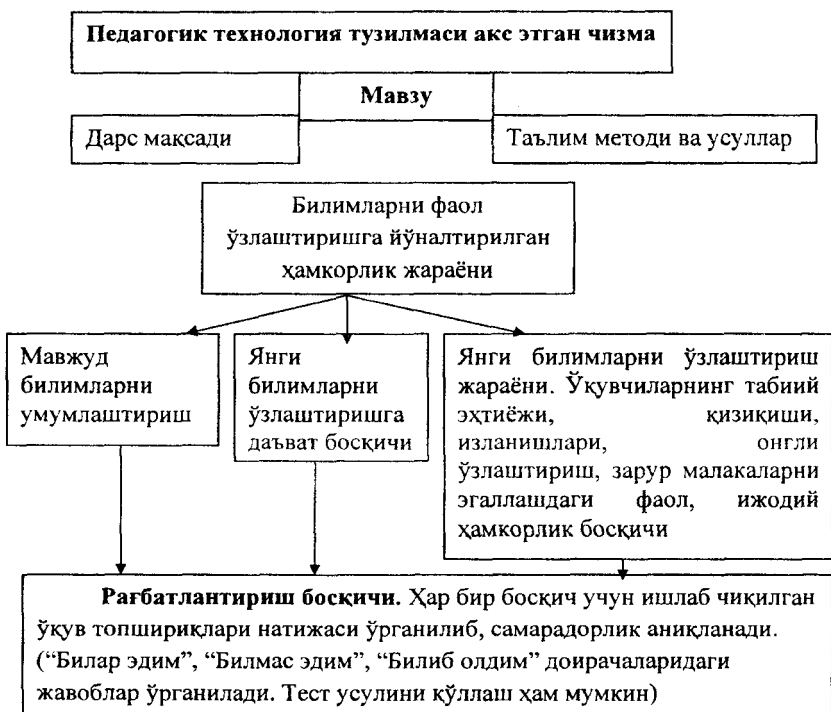 Педагогик технология тузилмаси акс этган чизма
Мавзу
Дарс мақсади
Таълим методи ва усуллар
Билимларни фаол
ўзлаштиришга йўналтирилган
ҳамкорлик жараёни
Мавжуд
билимларни
умумлаштириш
Янги
билимларни
ўзлаштиришга
даъват босқичи
Янги билимларни ўзлаштириш
жараёни. Ўқувчиларнинг табиий
эҳтиёжи, қизиқиши,
изланишлари, онгли
ўзлаштириш, зарур малакаларни
эгаллашдаги фаол, ижодий
ҳамкорлик босқичи
Рағбатлантириш босқичи. Ҳар бир босқич учун ишлаб чиқилган
ўқув топшириқлари натижаси ўрганилиб, самарадорлик аниқланади.
(“Билар эдим”, “Билмас эдим”, “Билиб олдим” доирачаларидаги
жавоблар ўрганилади. Тест усулини қўллаш ҳам мумкин)